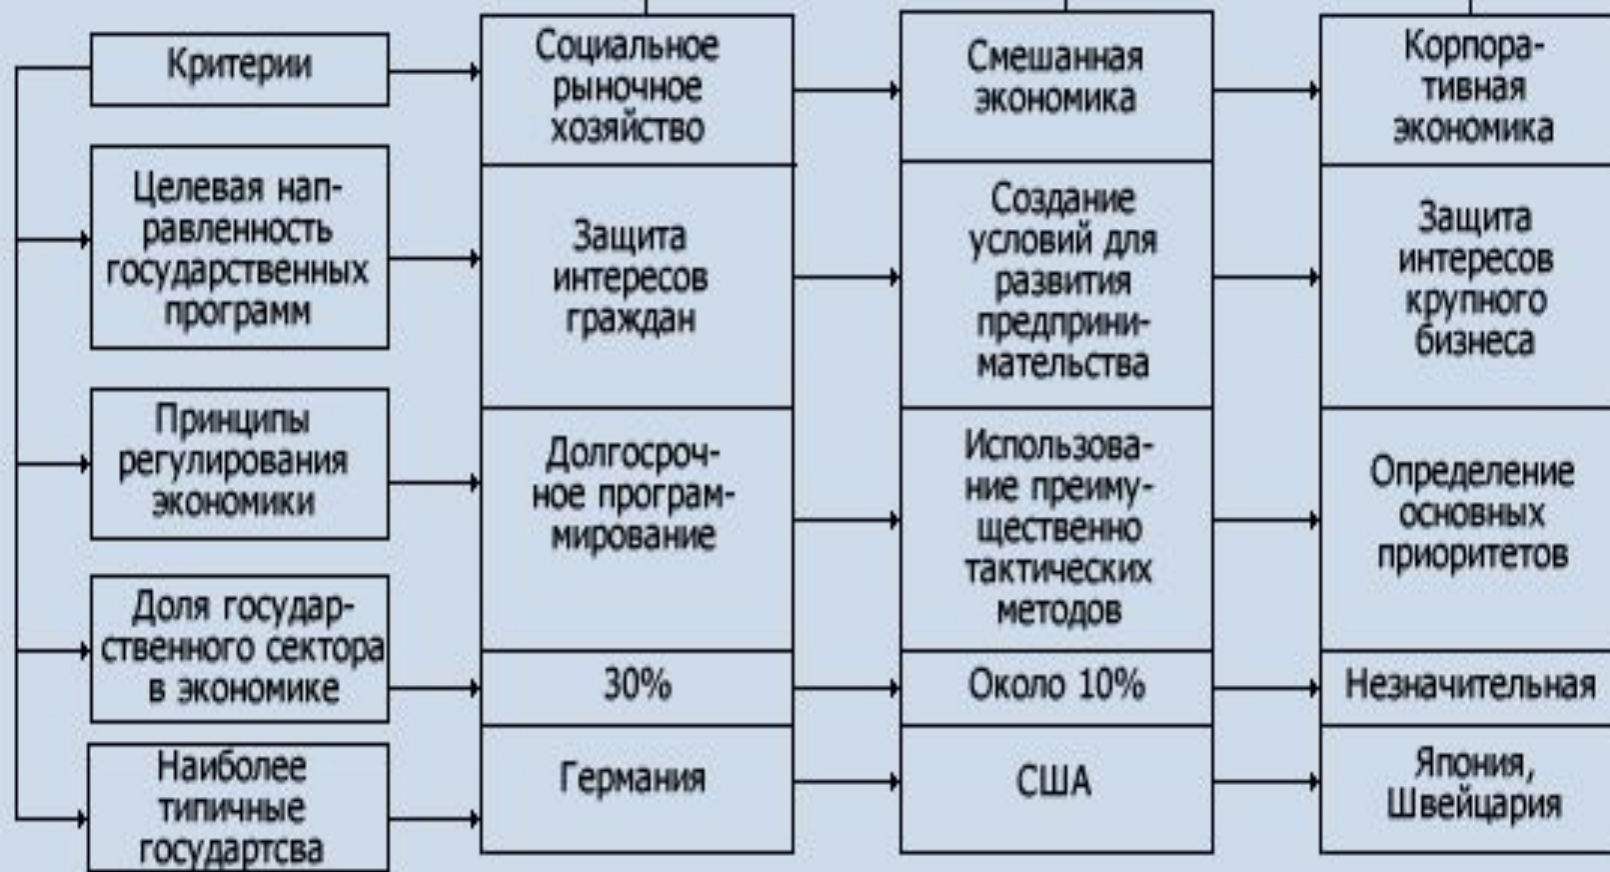 Критерии
Социальное
рыночное
хозяйство
Смешанная
экономика
Корпора-
тивная
экономика
Целевая нап-
равленность
государственных
программ
Защита
интересов
граждан
Создание
условий для
развития
предприни-
мательства
Защита
интересов
крупного
бизнеса
Принципы
регулирования
экономики
Долгосроч-
ное програм-
мирование
Использова-
ние преиму-
щественно
тактических
методов
Определение
основных
приоритетов
Доля государ-
ственного сектора
в экономике
30%
Около 10%
Незначительная
Наиболее
типичные
государтсва
Германия
США
Япония,
Швейцария